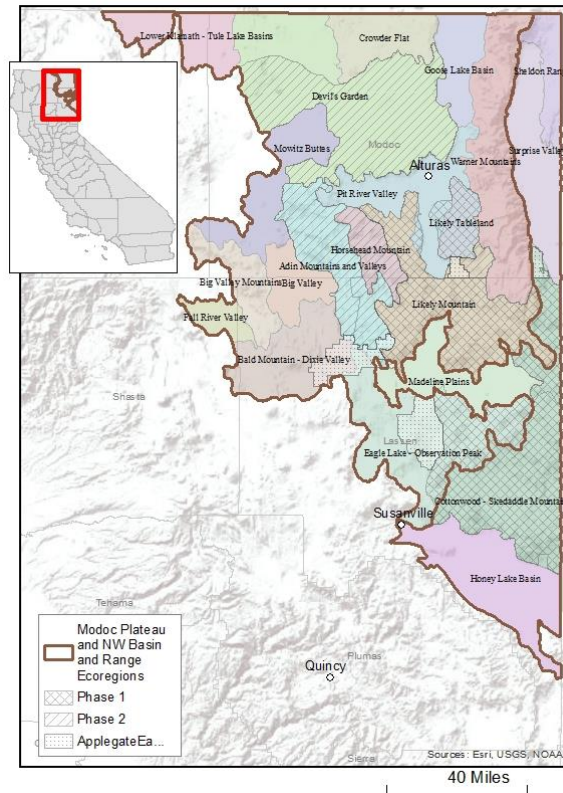 Lower Klamath - Tule Lake Basins
Crowder Flat
Goose Lake Basin
Sheldon Rang
Devil's Garden
Mowitz Buttes
Modoc
Surprise Valley
Warner Mountains
Alturas
Pit River Valley
Likely Tableland
Horsehead Mountain
Adin Mountains and Valleys
Big Valley Mountains
Big Valley
Likely Mountain
Fall River Valley
Bald Mountain - Dixie Valley
Madeline Plains
Shasta
Lassen
Eagle Lake - Observation Peak
Cottonwood - Skedaddle Mountai
Susanville
Honey Lake Basin
Tehama
Plumas
Quincy
Sierra
Modoc Plateau
and NW Basin
and Range
Ecoregions
Phase 1
Phase 2
ApplegateEa...
Sources: Esri, USGS, NOAA
40 Miles